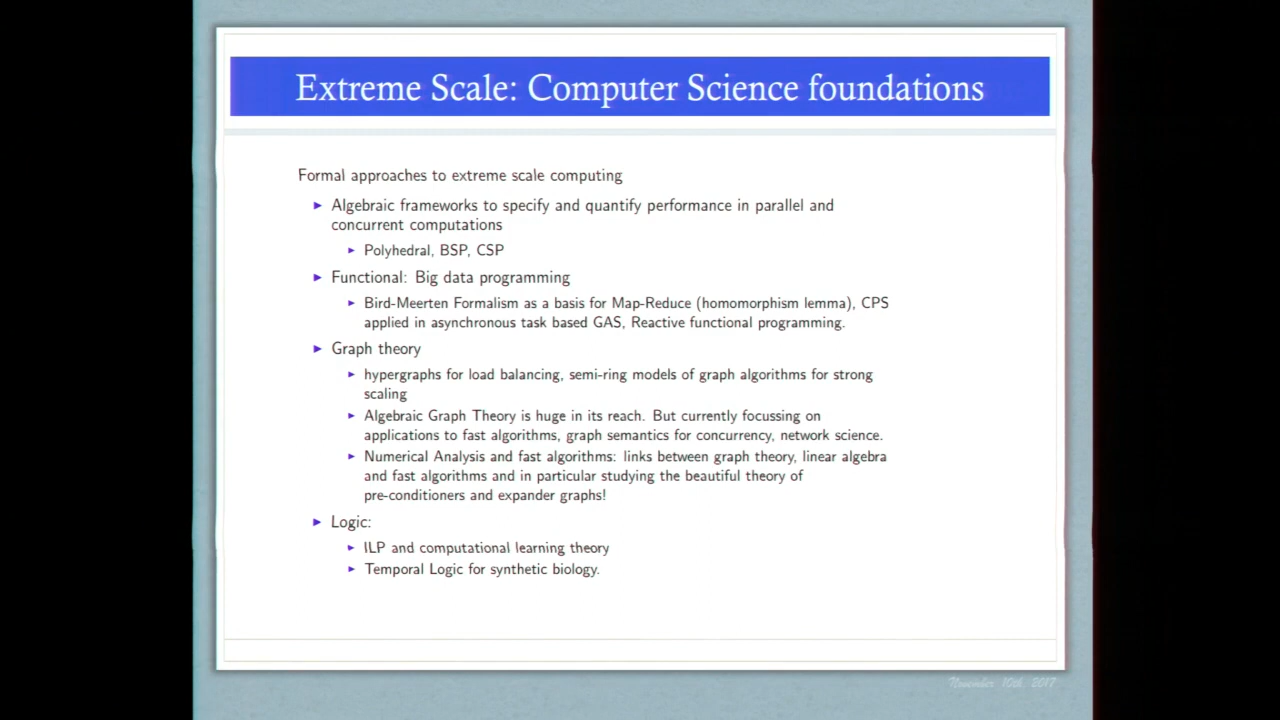 Extreme Scale: Computer Science foundations
Formal approaches to extreme scale computing
Algebraic frameworks to specify and quantify performance in parallel and
concurrent computations
Polyhedral, BSP, CSP
Functional: Big data programming
Bird-Meerten Formalism as a basis for Map-Reduce (homomorphism lemma), CPS
applied in asynchronous task based GAS, Reactive functional programming.
Graph theory
hypergraphs for load balancing, semi-ring models of graph algorithms for strong
scaling
Algebraic Graph Theory is huge in its reach. But currently focussing on
applications to fast algorithms, graph semantics for concurrency, network science.
Numerical Analysis and fast algorithms: links between graph theory, linear algebra
and fast algorithms and in particular studying the beautiful theory of
pre-conditioners and expander graphs!
Logic:
ILP and computational learning theory
Temporal Logic for synthetic biology.
November 10th 2017